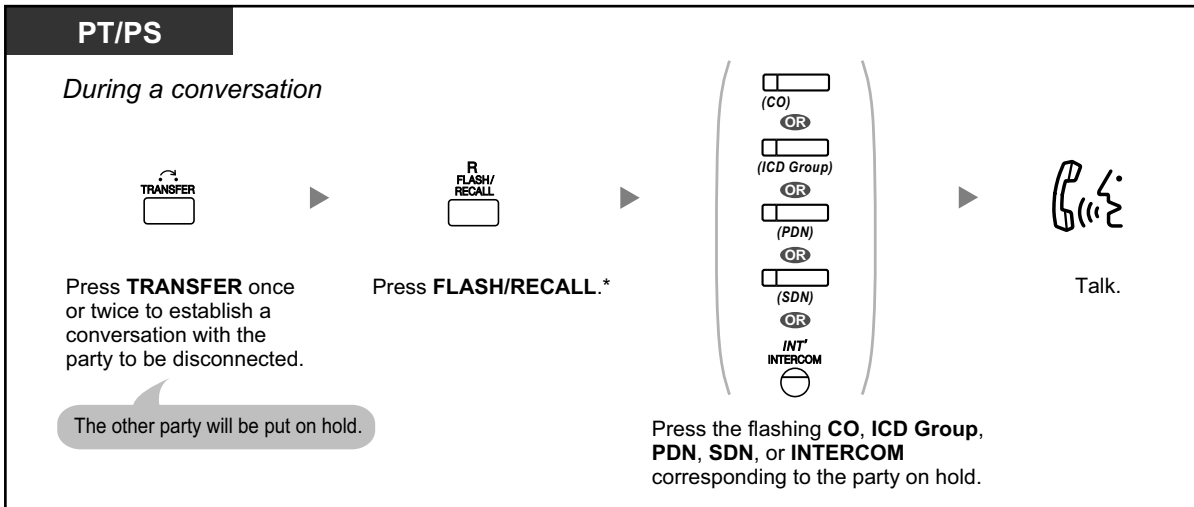 PT/PS
During a conversation
TRANSFER
Press TRANSFER once
or twice to establish a
conversation with the
party to be disconnected.
The other party will be put on hold.
R
FLASH/
RECALL
Press FLASH/RECALL.*
(CO)
OR
(ICD Group)
OR
(PDN)
OR
(SDN)
OR
INT'
INTERCOM
Press the flashing CO, ICD Group,
PDN, SDN, or INTERCOM
corresponding to the party on hold.
Talk.